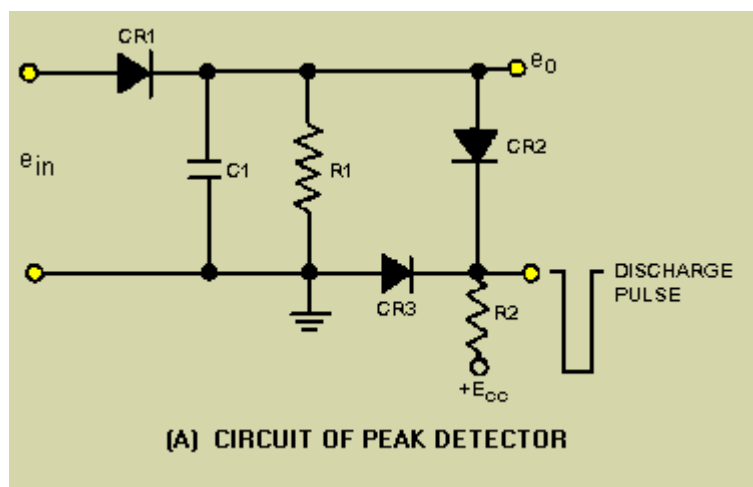 CR1
e0
ein
C1
R1
CR2
CR3
R2
DISCHARGE
PULSE
+ECC
(A) CIRCUIT OF PEAK DETECTOR